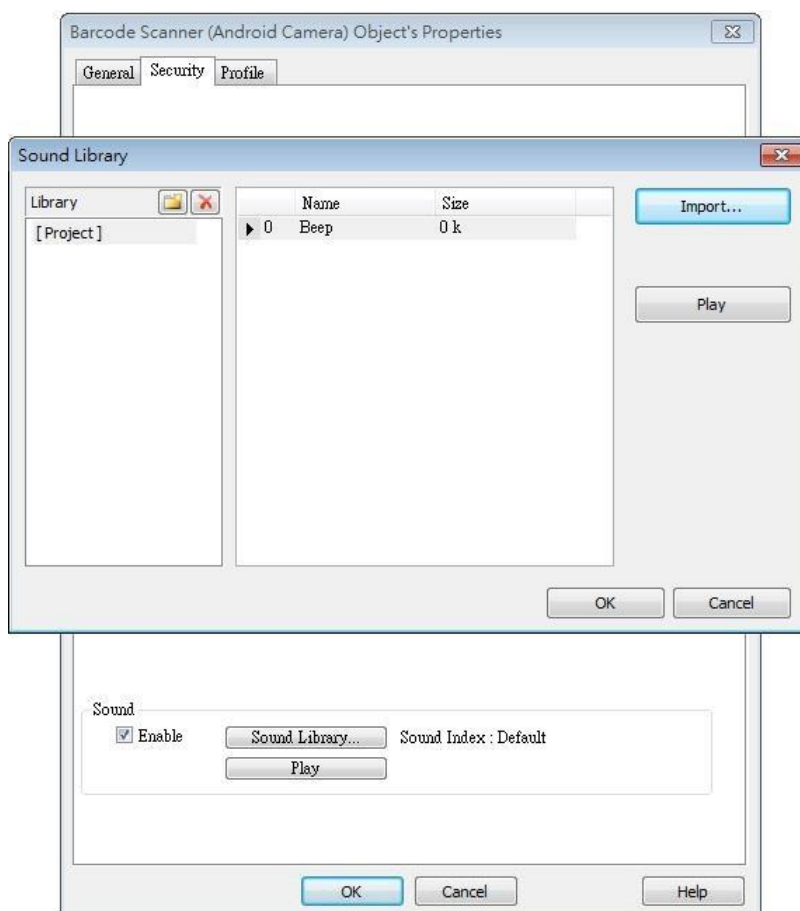 Barcode Scanner (Android Camera) Object's Properties
General Security Profile
Sound Library
Library
[ Project ]
Name Size
0 Beep 0 k
Import...
Play
OK Cancel
Sound
Enable Sound Library... Sound Index : Default
Play
OK Cancel Help